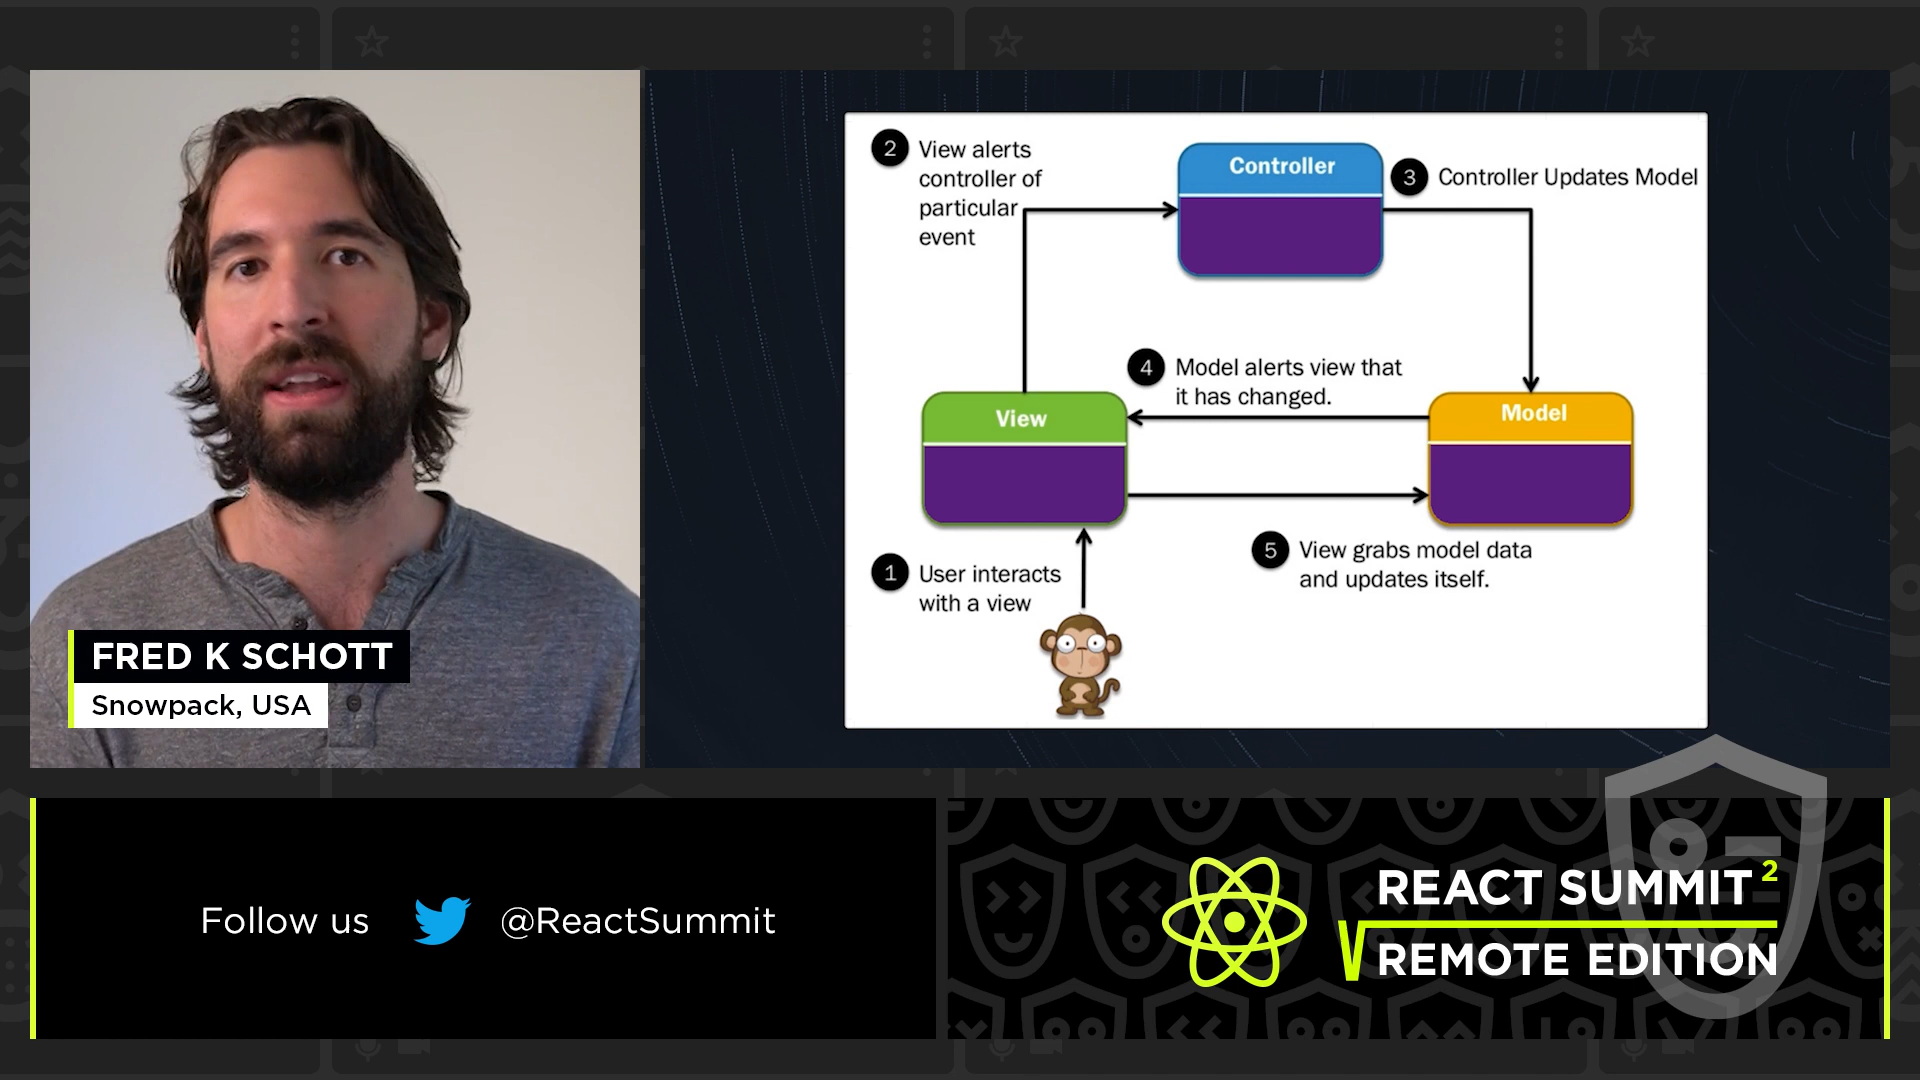 2 View alerts
controller of
particular
event
Controller
3 Controller Updates Model
4 Model alerts view that
it has changed.
View
Model
1 User interacts
with a view
5 View grabs model data
and updates itself.
FRED K SCHOTT
Snowpack, USA
Follow us @ReactSummit
REACT SUMMIT 2
REMOTE EDITION